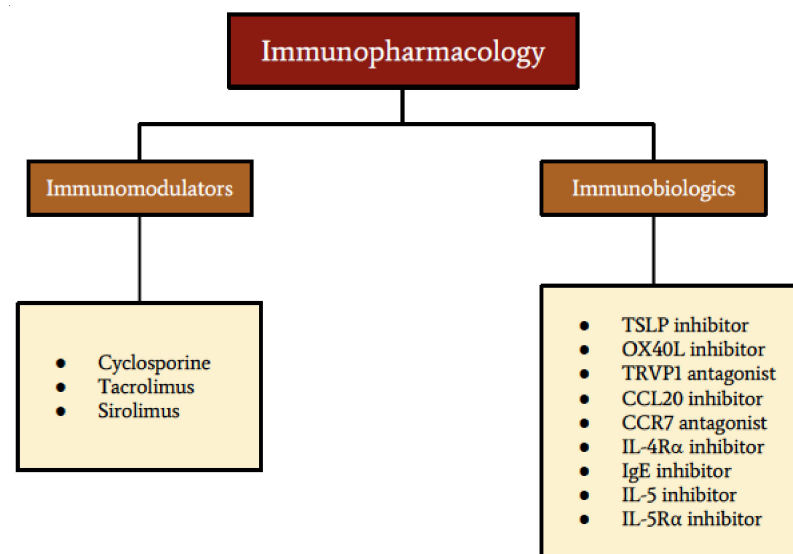 Immunopharmacology
Immunomodulators
Immunobiologics
● Cyclosporine
● Tacrolimus
● Sirolimus
● TSLP inhibitor
● OX40L inhibitor
● TRVP1 antagonist
● CCL20 inhibitor
● CCR7 antagonist
● IL-4Rα inhibitor
● IgE inhibitor
● IL-5 inhibitor
● IL-5Rα inhibitor